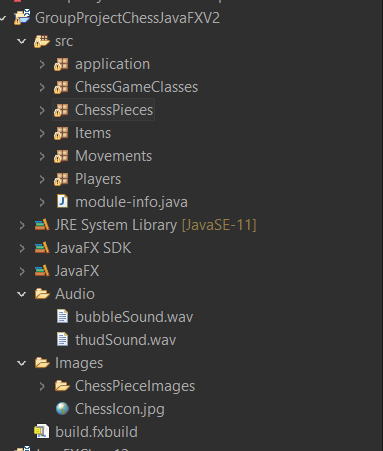 GroupProjectChessJavaFXV2
src
application
ChessGameClasses
ChessPieces
Items
Movements
Players
module-info.java
JRE System Library [JavaSE-11]
JavaFX SDK
JavaFX
Audio
bubbleSound.wav
thudSound.wav
Images
ChessPieceImages
ChessIcon.jpg
build.fxbuild